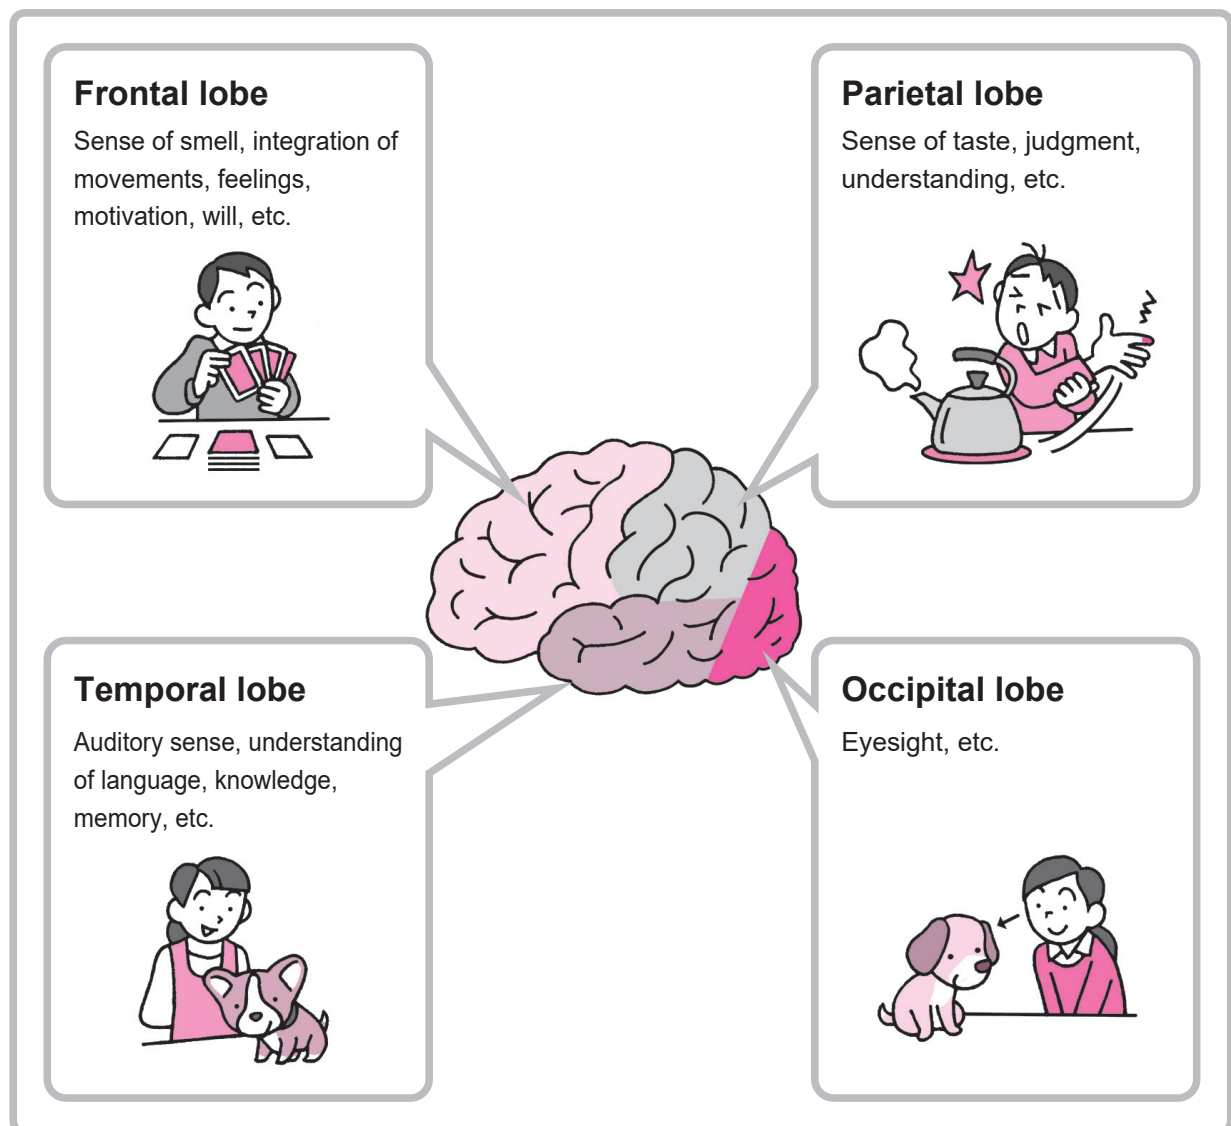 Frontal lobe
Sense of smell, integration of
movements, feelings,
motivation, will, etc.
Parietal lobe
Sense of taste, judgment,
understanding, etc.
Temporal lobe
Auditory sense, understanding
of language, knowledge,
memory, etc.
Occipital lobe
Eyesight, etc.